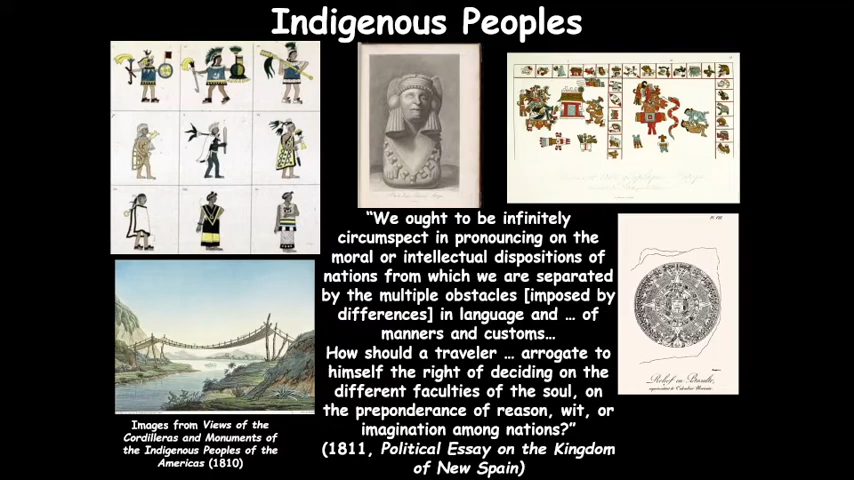 Indigenous Peoples
"We ought to be infinitely
circumspect in pronouncing on the
moral or intellectual dispositions of
nations from which we are separated
by the multiple obstacles [imposed by
differences] in language and … of
manners and customs…
How should a traveler … arrogate to
himself the right of deciding on the
different faculties of the soul, on
the preponderance of reason, wit, or
imagination among nations?"
(1811, Political Essay on the Kingdom
of New Spain)
Images from Views of the
Cordilleras and Monuments of
the Indigenous Peoples of the
Americas (1810)
Relief en Basalte,